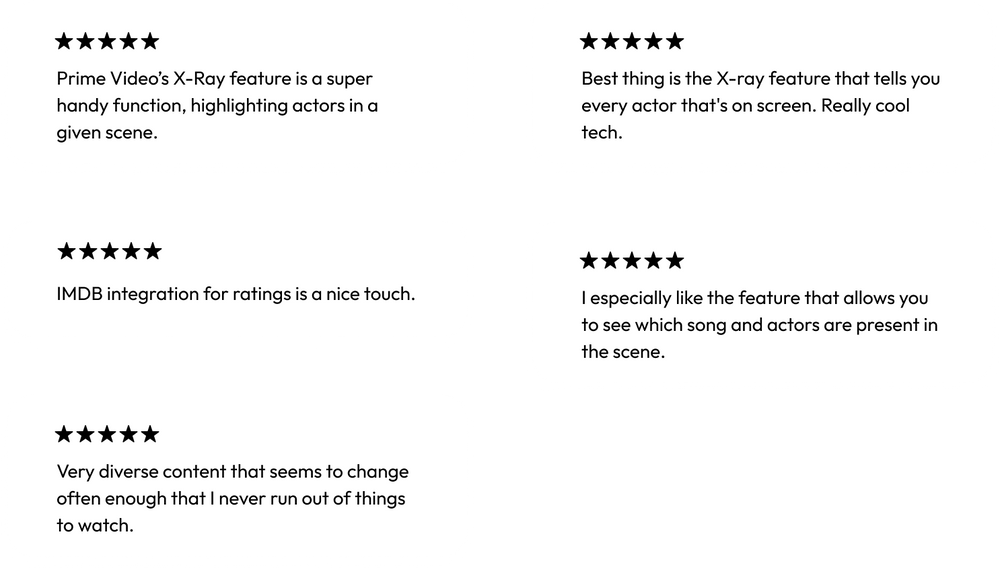 ★★★★★
Prime Video’s X-Ray feature is a super
handy function, highlighting actors in a
given scene.
★★★★★
Best thing is the X-ray feature that tells you
every actor that's on screen. Really cool
tech.
★★★★★
IMDB integration for ratings is a nice touch.
★★★★★
I especially like the feature that allows you
to see which song and actors are present in
the scene.
★★★★★
Very diverse content that seems to change
often enough that I never run out of things
to watch.